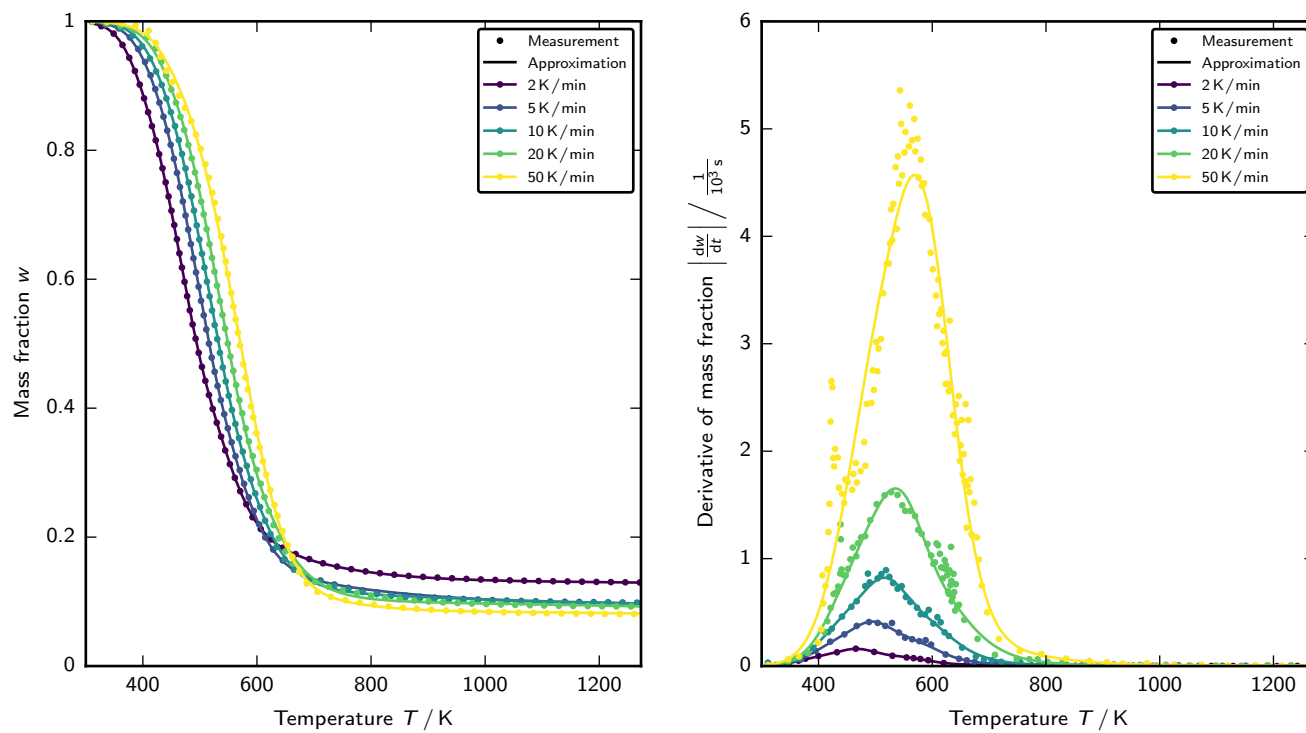 1
0.8
0.6
0.4
0.2
0
400 600 800 1000 1200
Temperature T / K
Mass fraction w
Measurement
Approximation
2 K / min
5 K / min
10 K / min
20 K / min
50 K / min
6
5
4
3
2
1
0
400 600 800 1000 1200
Temperature T / K
Derivative of mass fraction |dw/dt| / 1/10³ s
Measurement
Approximation
2 K / min
5 K / min
10 K / min
20 K / min
50 K / min